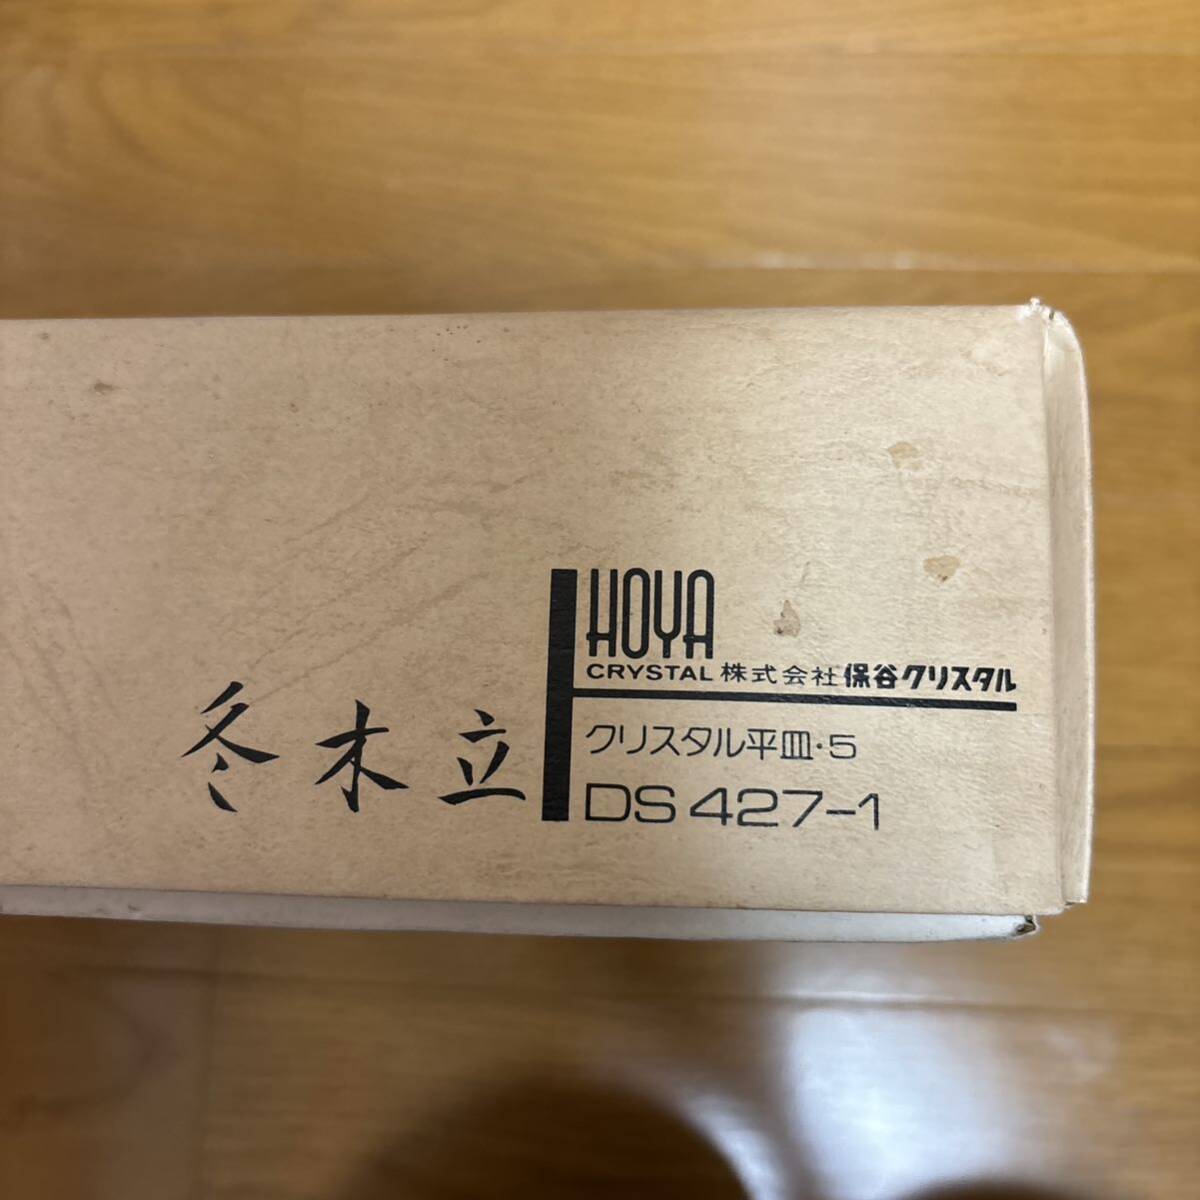 HOYA
CRYSTAL 株式会社保谷クリスタル
冬木立
クリスタル平皿・5
DS 427-1